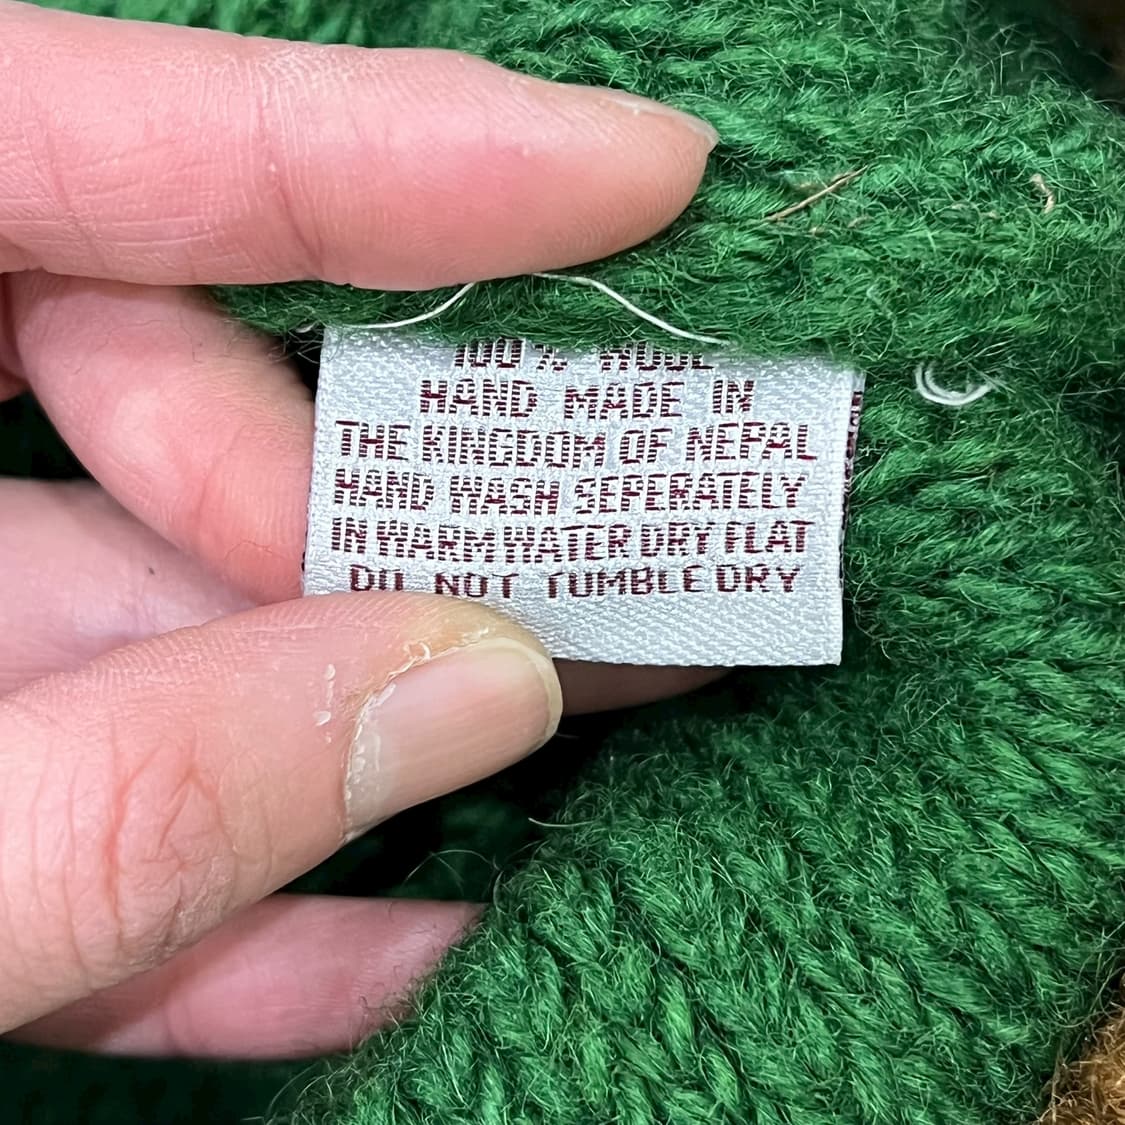 100% WOOL
HAND MADE IN
THE KINGDOM OF NEPAL
HAND WASH SEPERATELY
IN WARM WATER DRY FLAT
DO NOT TUMBLE DRY